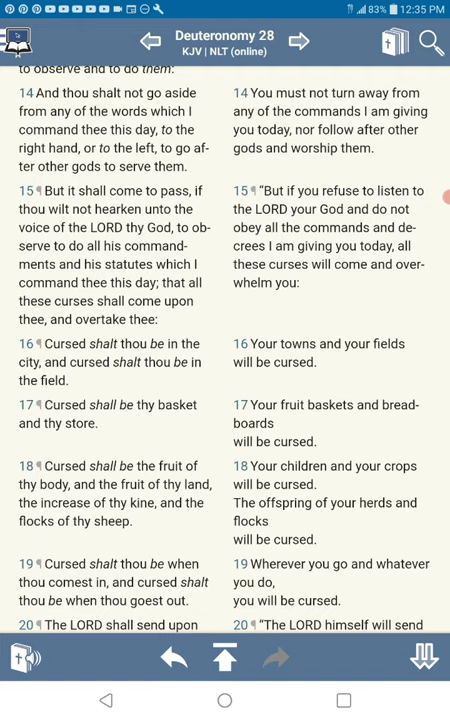 83% 12:35 PM
Deuteronomy 28
KJV | NLT (online)
to observe and to do them:
14 And thou shalt not go aside
from any of the words which I
command thee this day, to the
right hand, or to the left, to go af-
ter other gods to serve them.
15 ¶ But it shall come to pass, if
thou wilt not hearken unto the
voice of the LORD thy God, to ob-
serve to do all his command-
ments and his statutes which I
command thee this day; that all
these curses shall come upon
thee, and overtake thee:
16 ¶ Cursed shalt thou be in the
city, and cursed shalt thou be in
the field.
17 ¶ Cursed shall be thy basket
and thy store.
18 ¶ Cursed shall be the fruit of
thy body, and the fruit of thy land,
the increase of thy kine, and the
flocks of thy sheep.
19 ¶ Cursed shalt thou be when
thou comest in, and cursed shalt
thou be when thou goest out.
20 ¶ The LORD shall send upon
14 You must not turn away from
any of the commands I am giving
you today, nor follow after other
gods and worship them.
15 ¶ “But if you refuse to listen to
the LORD your God and do not
obey all the commands and de-
crees I am giving you today, all
these curses will come and over-
whelm you:
16 Your towns and your fields
will be cursed.
17 Your fruit baskets and bread-
boards
will be cursed.
18 Your children and your crops
will be cursed.
The offspring of your herds and
flocks
will be cursed.
19 Wherever you go and whatever
you do,
you will be cursed.
20 ¶ “The LORD himself will send